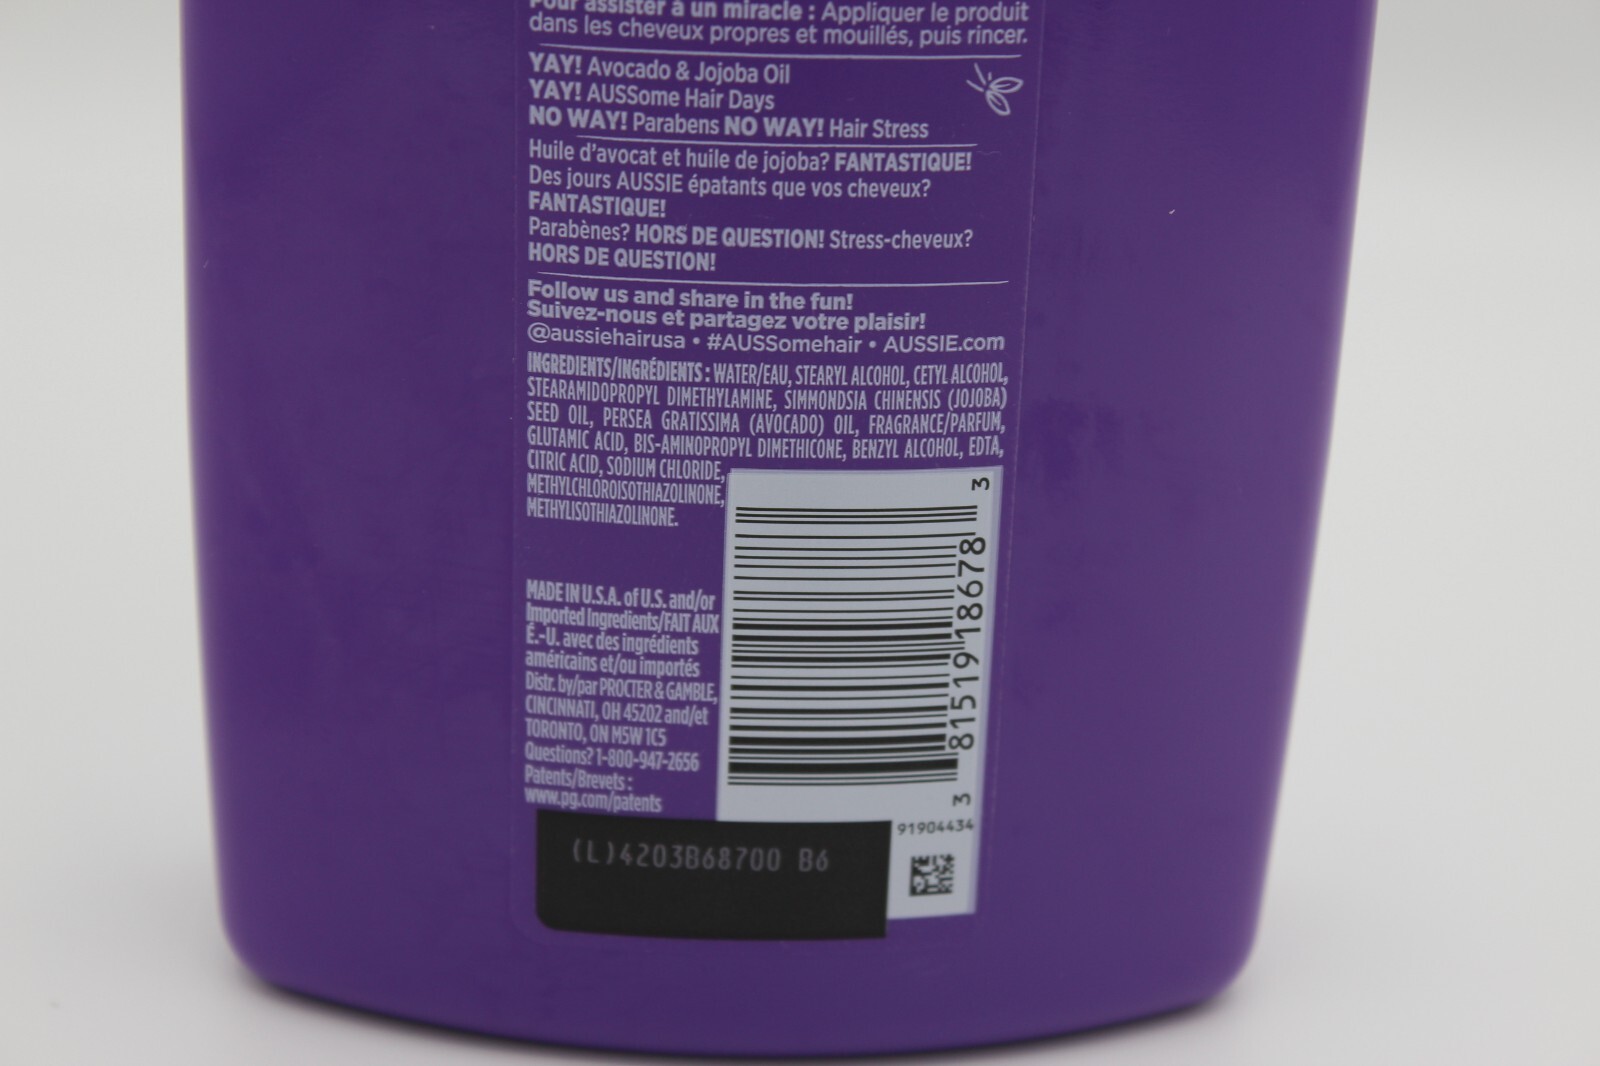 Pour assister à un miracle : Appliquer le produit
dans les cheveux propres et mouillés, puis rincer.
YAY! Avocado & Jojoba Oil
YAY! AUSSome Hair Days
NO WAY! Parabens NO WAY! Hair Stress
Huile d'avocat et huile de jojoba? FANTASTIQUE!
Des jours AUSSIE épatants que vos cheveux?
FANTASTIQUE!
Parabènes? HORS DE QUESTION! Stress-cheveux?
HORS DE QUESTION!
Follow us and share in the fun!
Suivez-nous et partagez votre plaisir!
@aussiehairusa • #AUSSomehair • AUSSIE.com
INGREDIENTS/INGRÉDIENTS : WATER/EAU, STEARYL ALCOHOL, CETYL ALCOHOL,
STEARAMIDOPROPYL DIMETHYLAMINE, SIMMONDSIA CHINENSIS (JOJOBA)
SEED OIL, PERSEA GRATISSIMA (AVOCADO) OIL, FRAGRANCE/PARFUM,
GLUTAMIC ACID, BIS-AMINOPROPYL DIMETHICONE, BENZYL ALCOHOL, EDTA,
CITRIC ACID, SODIUM CHLORIDE,
METHYLCHLOROISOTHIAZOLINONE,
METHYLISOTHIAZOLINONE.
MADE IN U.S.A. of U.S. and/or
Imported Ingredients/FAIT AUX
É.-U. avec des ingrédients
américains et/ou importés
Distr. by/par PROCTER & GAMBLE,
CINCINNATI, OH 45202 and/et
TORONTO, ON M5W 1C5
Questions? 1-800-947-2656
Patents/Brevets :
www.pg.com/patents
3 81519 18678 3
91904434
(L)4203B68700 B6